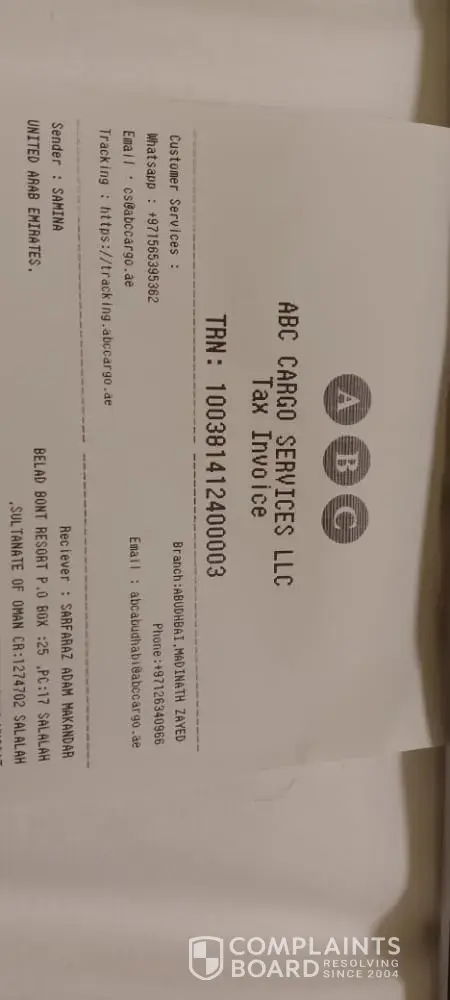 A B C
ABC CARGO SERVICES LLC
Tax Invoice
TRN: 100381412400003
Customer Services :
Branch:ABUDHBAI,MADINATH ZAYED
Whatsapp : +971565395362
Phone:+97126340966
Email : cs@abccargo.ae
Email : abcabudhabi@abccargo.ae
Tracking : https://tracking.abccargo.ae
Sender : SAMINA
Reciever : SARFARAZ ADAM MAKANDAR
UNITED ARAB EMIRATES.
BELAD BONT RESORT P.O BOX :25 ,PC:17 SALALAH
,SULTANATE OF OMAN CR:1274702 SALALAH
COMPLAINTS
BOARD RESOLVING
SINCE 2004